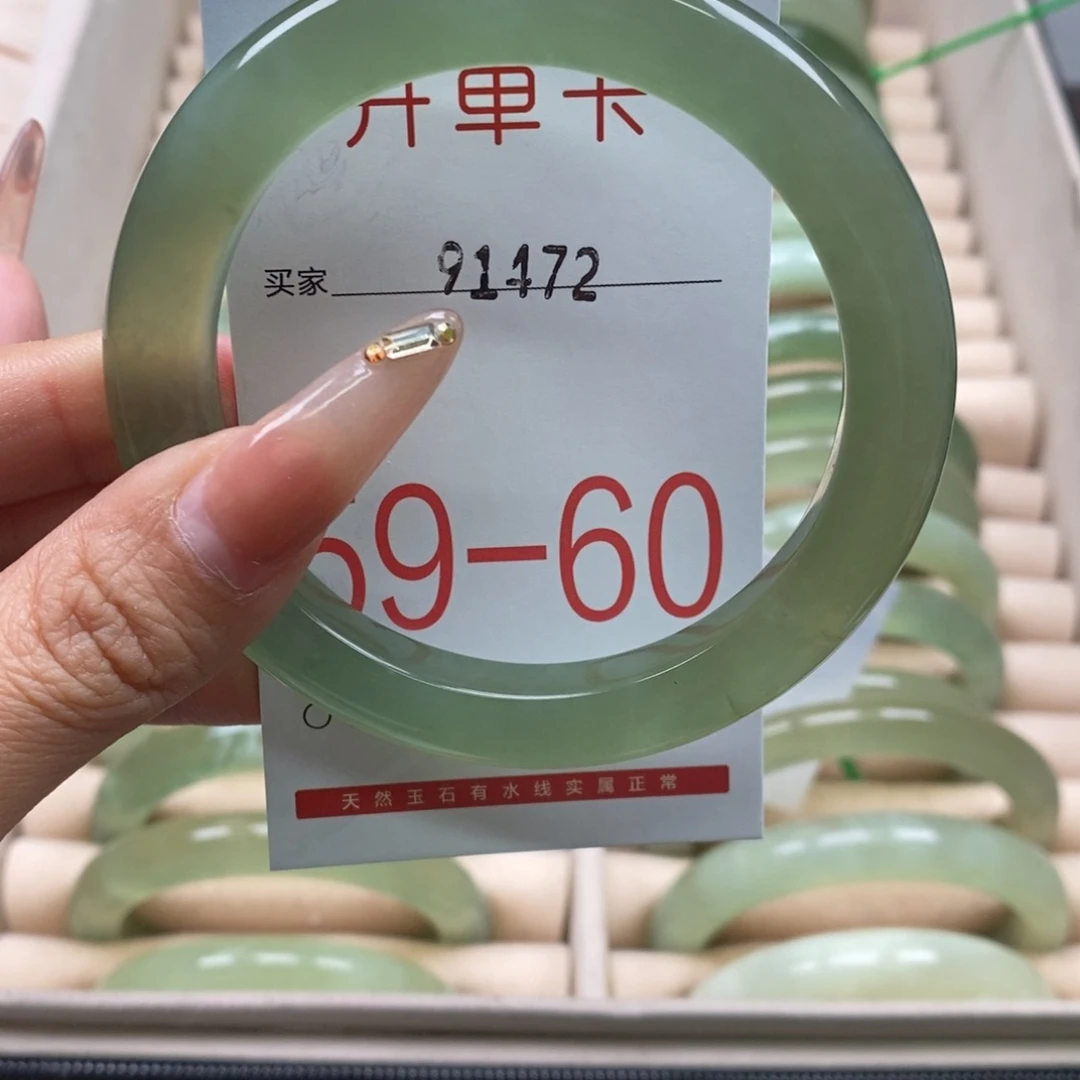 开单卡
买家 91472
59-60
天然玉石有水线实属正常